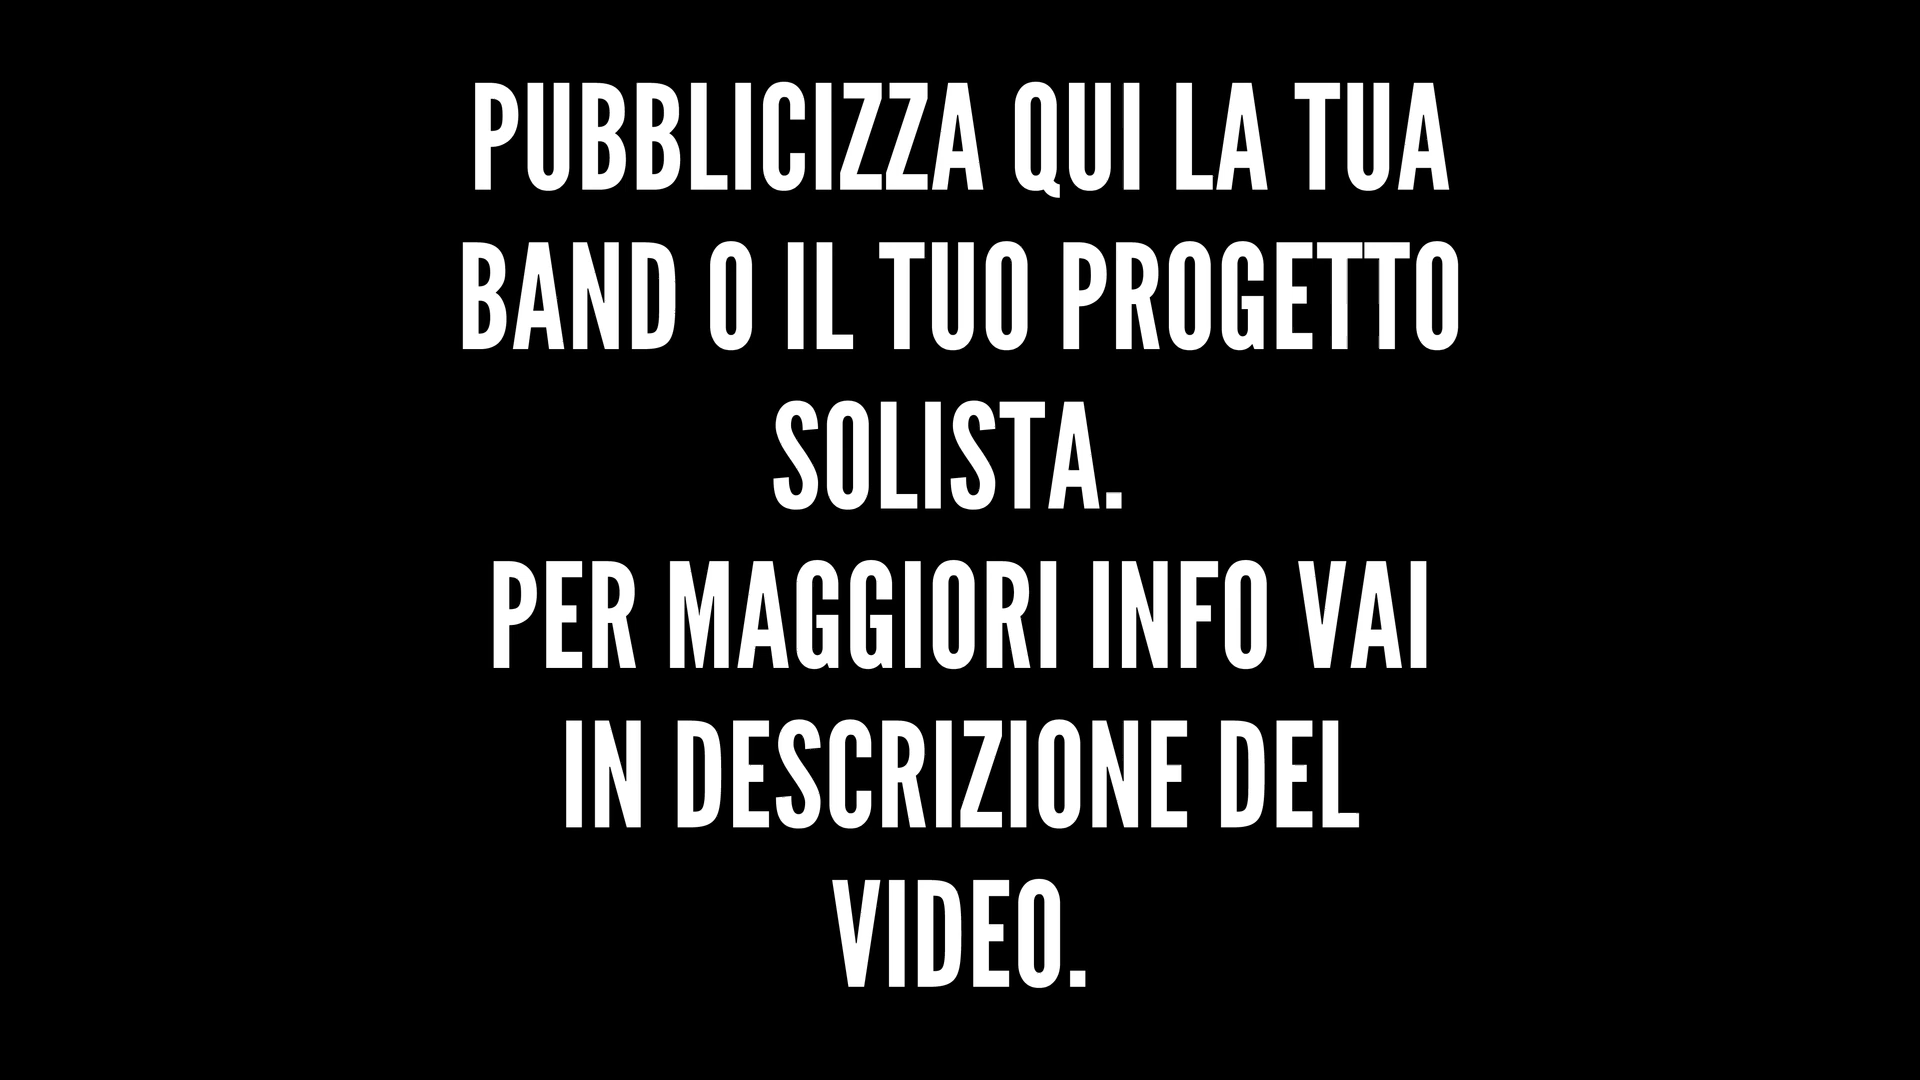 PUBBLICIZZA QUI LA TUA
BAND O IL TUO PROGETTO
SOLISTA.
PER MAGGIORI INFO VAI
IN DESCRIZIONE DEL
VIDEO.